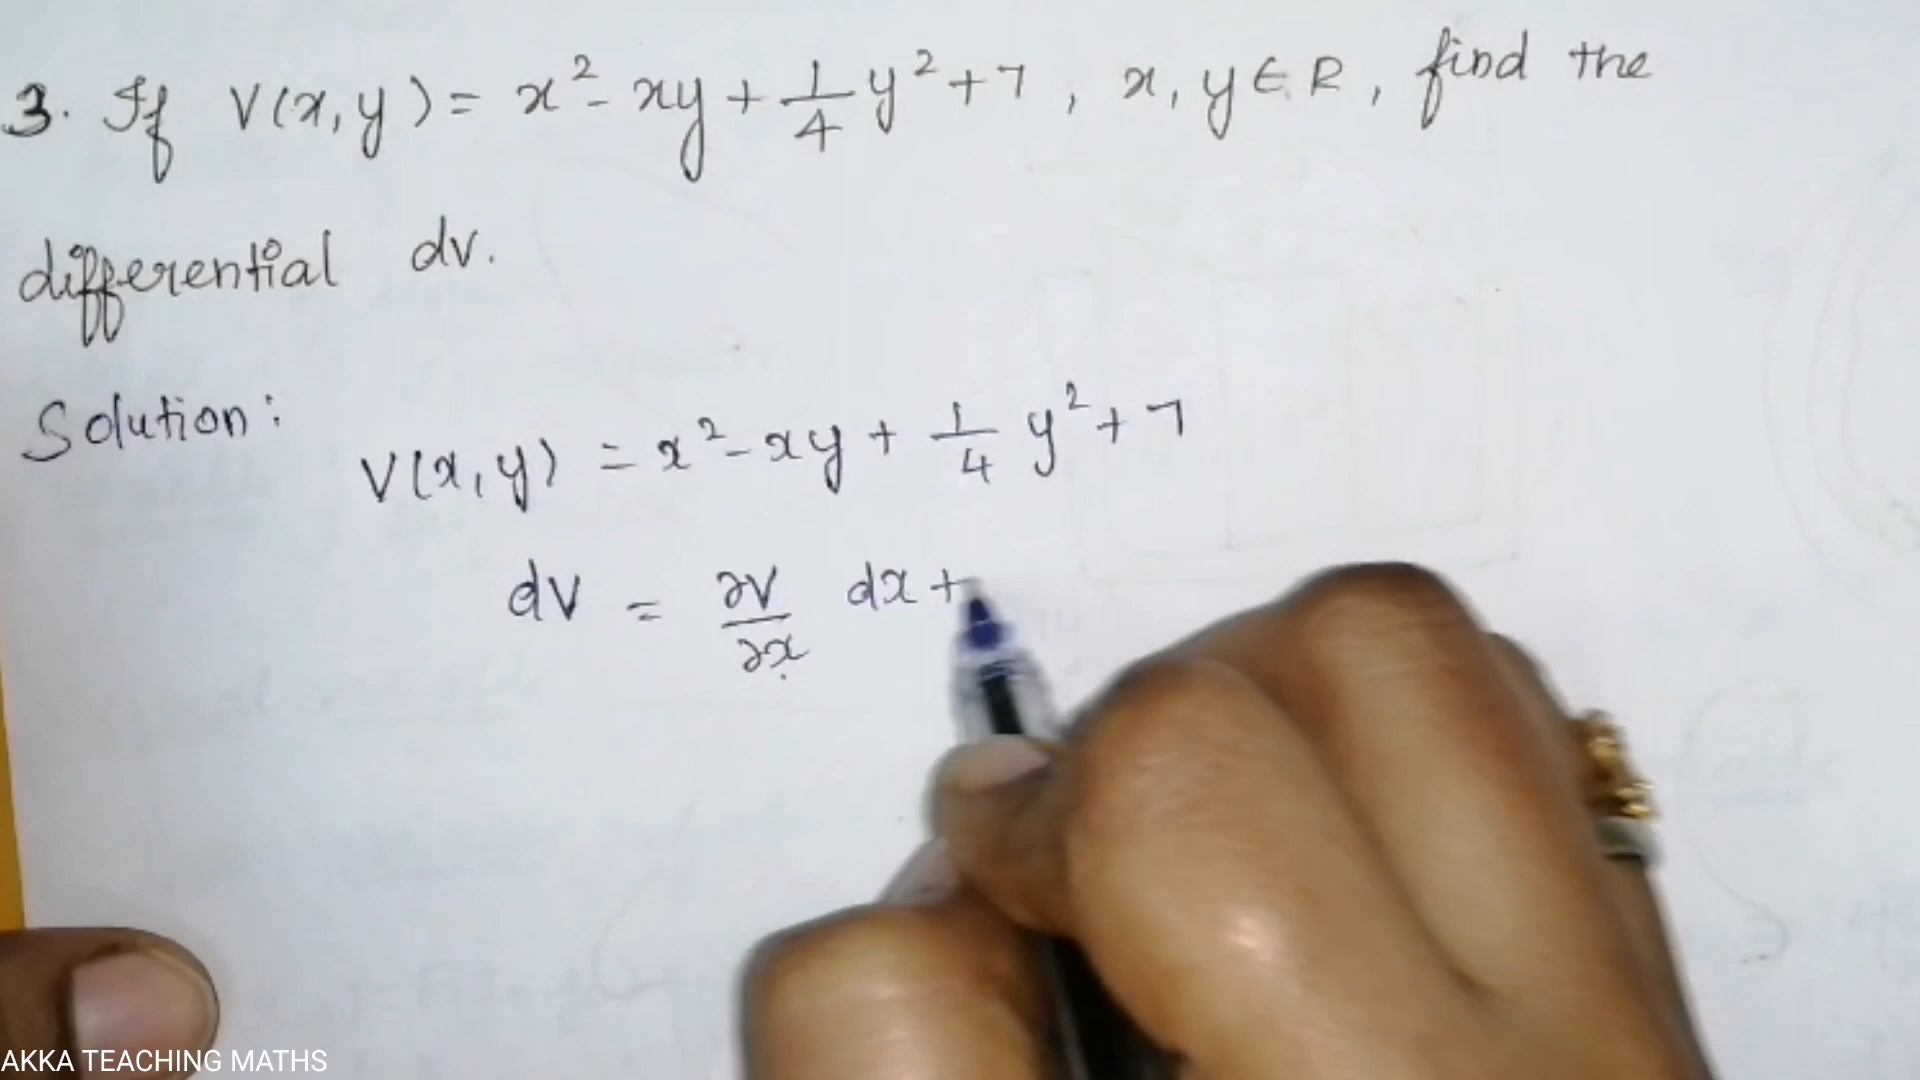 3. If V(x,y) = x² - xy + 1/4 y² + 7, x, y ∈ R, find the
differential dv.
Solution:
V(x,y) = x² - xy + 1/4 y² + 7
dV = ∂V/∂x dx +
AKKA TEACHING MATHS